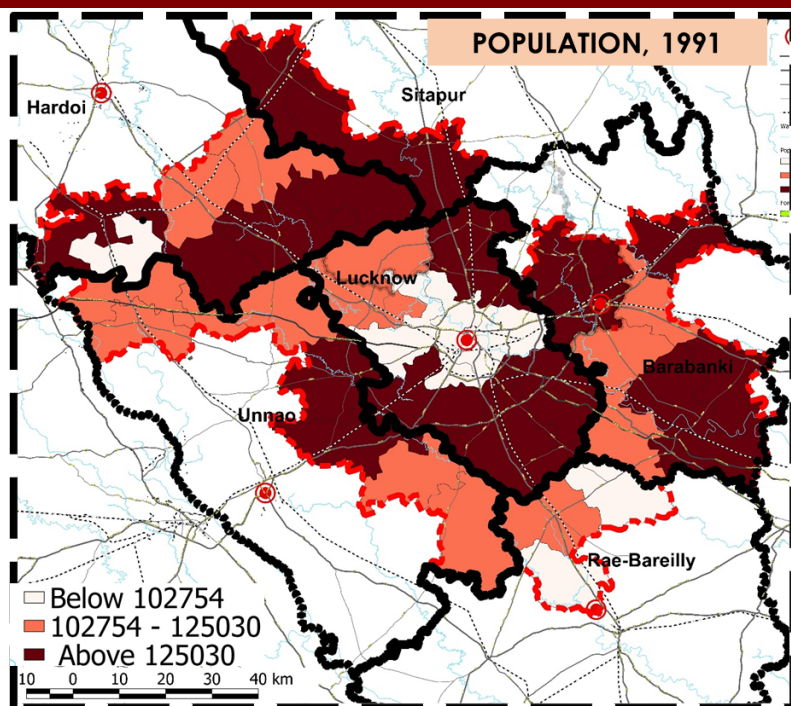 POPULATION, 1991
Hardoi
Sitapur
Lucknow
Barabanki
Unnao
Rae-Bareilly
Below 102754
102754 - 125030
Above 125030
10 0 10 20 30 40 km